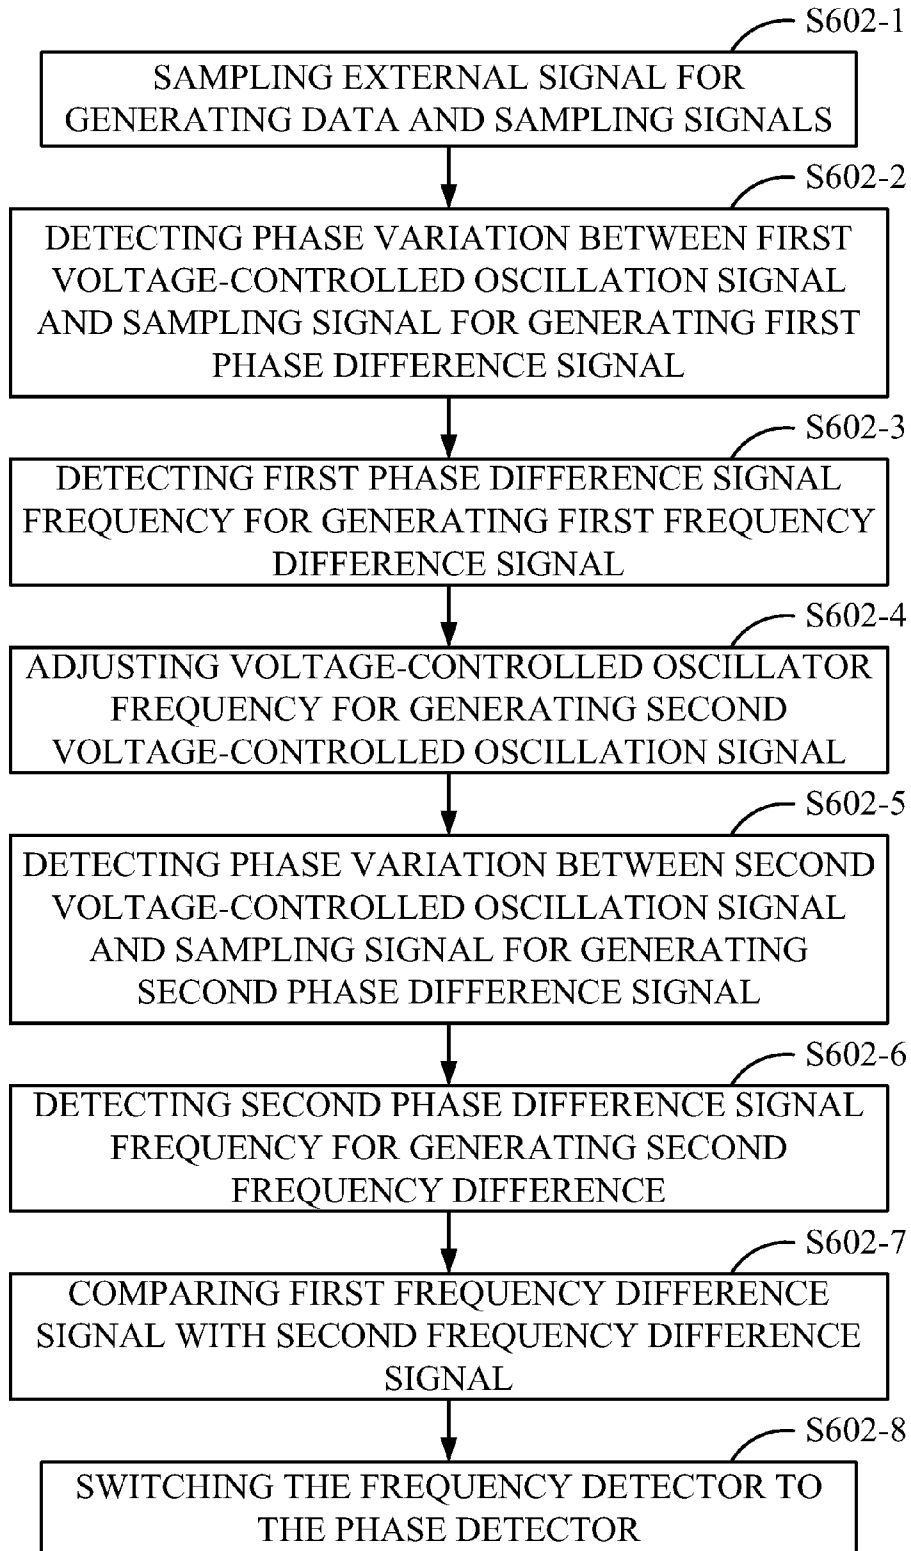 S602-1
SAMPLING EXTERNAL SIGNAL FOR
GENERATING DATA AND SAMPLING SIGNALS
S602-2
DETECTING PHASE VARIATION BETWEEN FIRST
VOLTAGE-CONTROLLED OSCILLATION SIGNAL
AND SAMPLING SIGNAL FOR GENERATING FIRST
PHASE DIFFERENCE SIGNAL
S602-3
DETECTING FIRST PHASE DIFFERENCE SIGNAL
FREQUENCY FOR GENERATING FIRST FREQUENCY
DIFFERENCE SIGNAL
S602-4
ADJUSTING VOLTAGE-CONTROLLED OSCILLATOR
FREQUENCY FOR GENERATING SECOND
VOLTAGE-CONTROLLED OSCILLATION SIGNAL
S602-5
DETECTING PHASE VARIATION BETWEEN SECOND
VOLTAGE-CONTROLLED OSCILLATION SIGNAL
AND SAMPLING SIGNAL FOR GENERATING
SECOND PHASE DIFFERENCE SIGNAL
S602-6
DETECTING SECOND PHASE DIFFERENCE SIGNAL
FREQUENCY FOR GENERATING SECOND
FREQUENCY DIFFERENCE
S602-7
COMPARING FIRST FREQUENCY DIFFERENCE
SIGNAL WITH SECOND FREQUENCY DIFFERENCE
SIGNAL
S602-8
SWITCHING THE FREQUENCY DETECTOR TO
THE PHASE DETECTOR